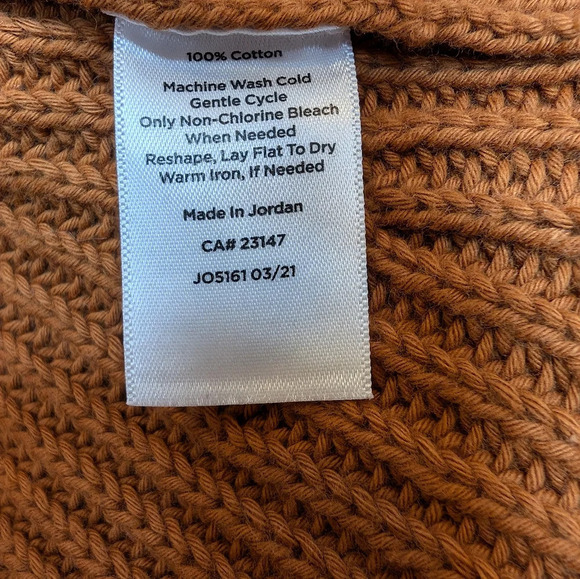 100% Cotton
Machine Wash Cold
Gentle Cycle
Only Non-Chlorine Bleach
When Needed
Reshape, Lay Flat To Dry
Warm Iron, If Needed
Made In Jordan
CA# 23147
JO5161 03/21